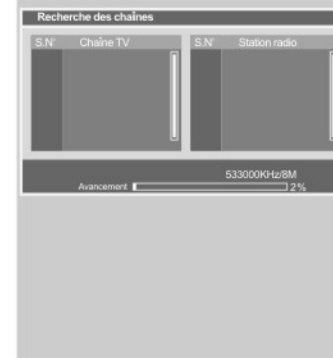 Recherche des chaînes
S.N° Chaîne TV S.N° Station radio
533000KHz/8M
Avancement 2%